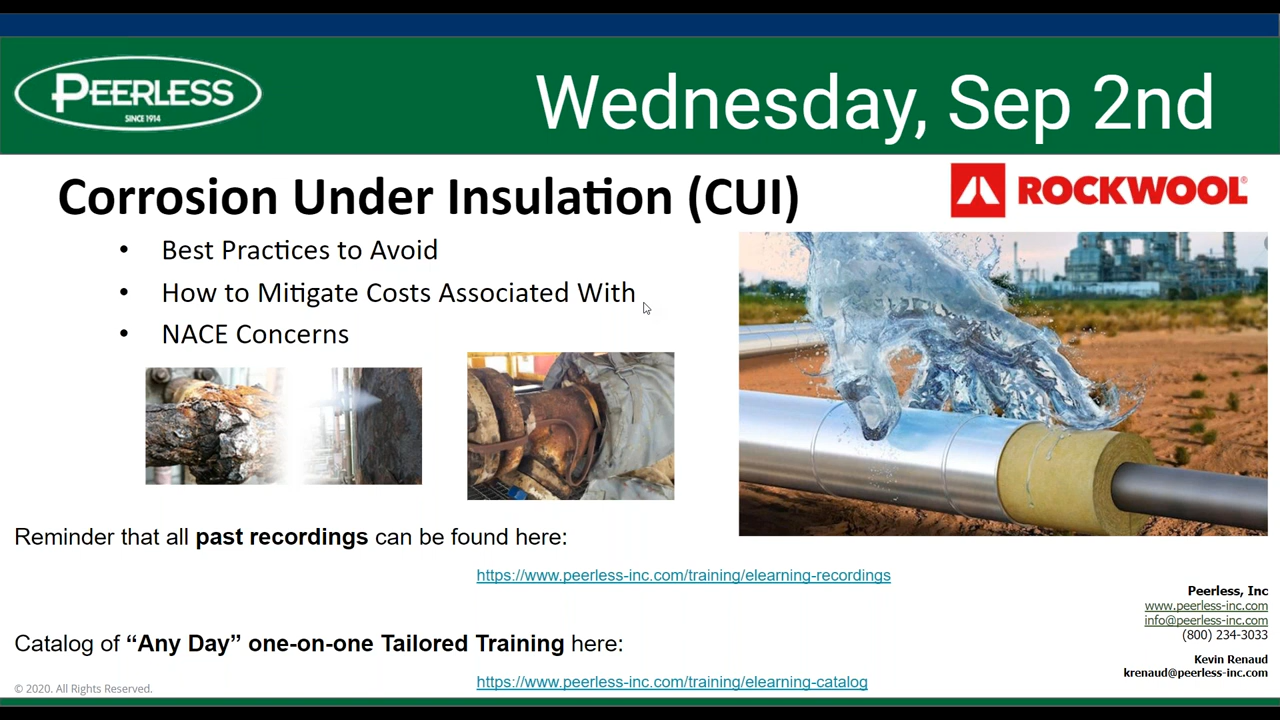 PEERLESS
SINCE 1914
Wednesday, Sep 2nd
Corrosion Under Insulation (CUI)
ROCKWOOL®
• Best Practices to Avoid
• How to Mitigate Costs Associated With
• NACE Concerns
Reminder that all past recordings can be found here:
https://www.peerless-inc.com/training/elearning-recordings
Peerless, Inc
www.peerless-inc.com
info@peerless-inc.com
(800) 234-3033
Catalog of “Any Day” one-on-one Tailored Training here:
Kevin Renaud
krenaud@peerless-inc.com
https://www.peerless-inc.com/training/elearning-catalog
© 2020. All Rights Reserved.